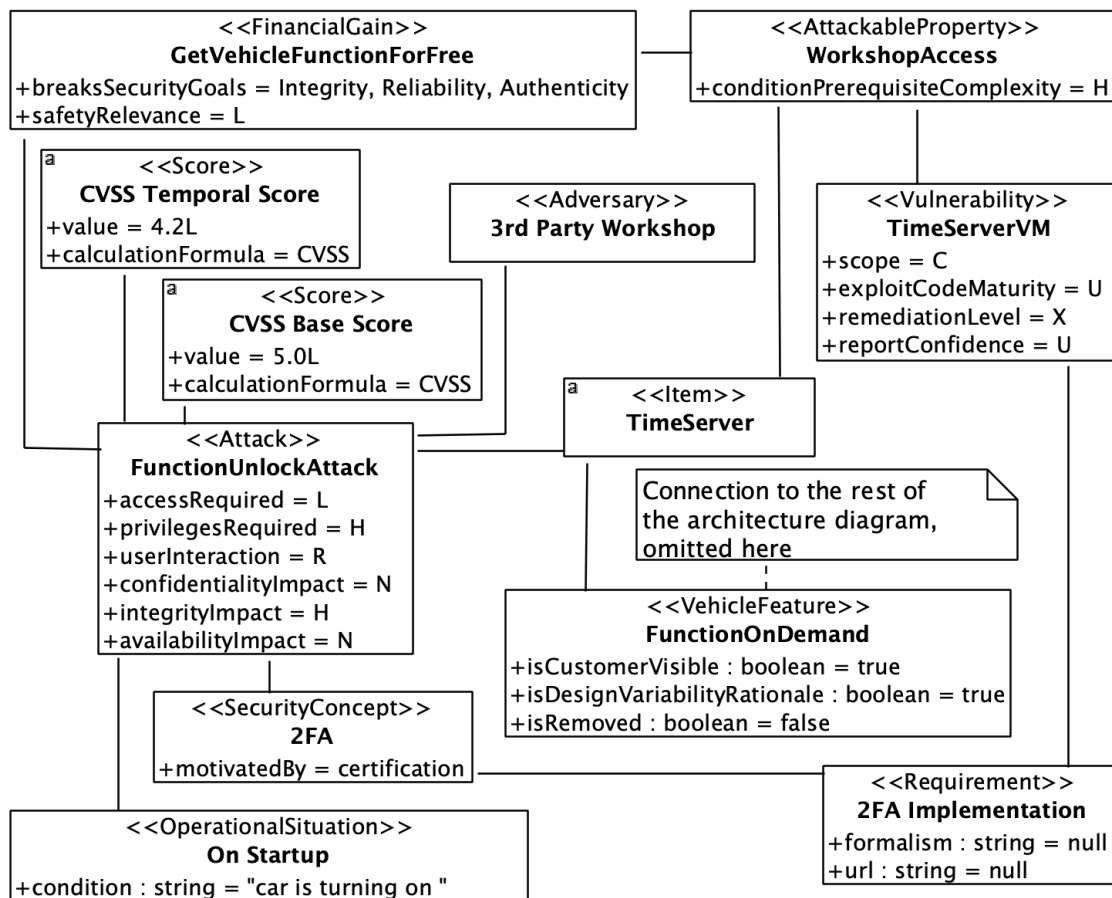 <<FinancialGain>>
GetVehicleFunctionForFree
+breaksSecurityGoals = Integrity, Reliability, Authenticity
+safetyRelevance = L
<<AttackableProperty>>
WorkshopAccess
+conditionPrerequisiteComplexity = H
a
<<Score>>
CVSS Temporal Score
+value = 4.2L
+calculationFormula = CVSS
<<Adversary>>
3rd Party Workshop
<<Vulnerability>>
TimeServerVM
+scope = C
+exploitCodeMaturity = U
+remediationLevel = X
+reportConfidence = U
a
<<Score>>
CVSS Base Score
+value = 5.0L
+calculationFormula = CVSS
a
<<Item>>
TimeServer
<<Attack>>
FunctionUnlockAttack
+accessRequired = L
+privilegesRequired = H
+userInteraction = R
+confidentialityImpact = N
+integrityImpact = H
+availabilityImpact = N
Connection to the rest of
the architecture diagram,
omitted here
<<VehicleFeature>>
FunctionOnDemand
+isCustomerVisible : boolean = true
+isDesignVariabilityRationale : boolean = true
+isRemoved : boolean = false
<<SecurityConcept>>
2FA
+motivatedBy = certification
<<Requirement>>
2FA Implementation
+formalism : string = null
+url : string = null
<<OperationalSituation>>
On Startup
+condition : string = "car is turning on "